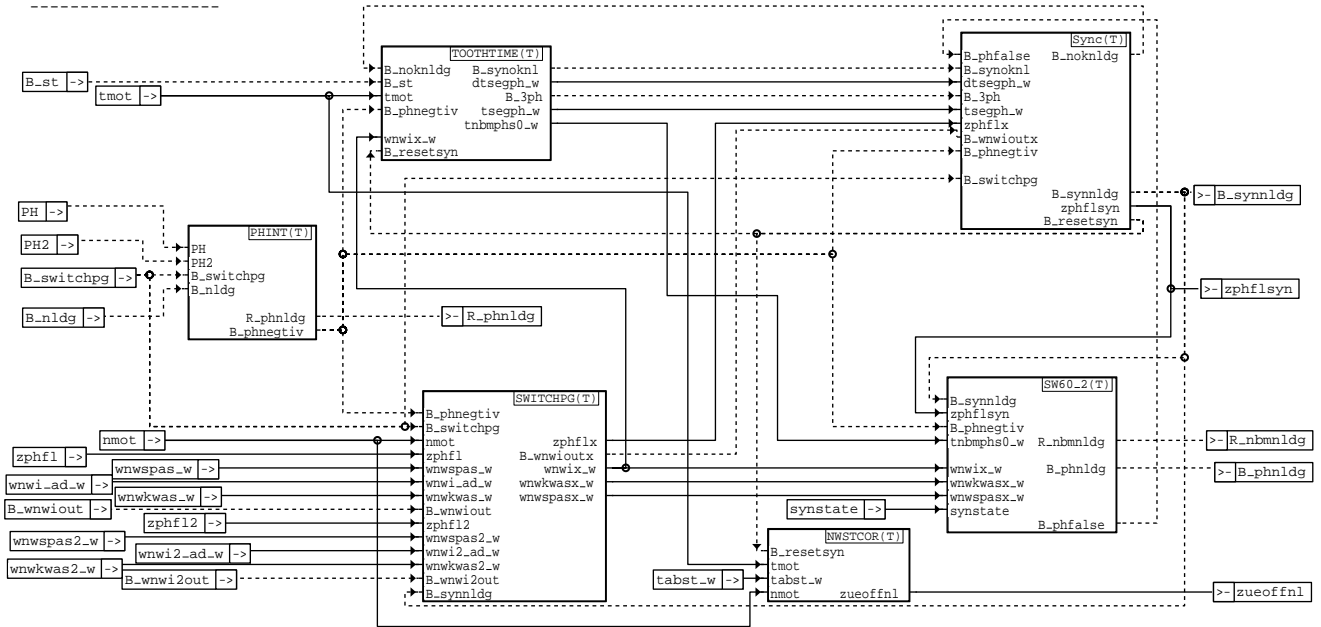 TOOTHTIME(T)
B_noknldg
B_st
tmot
B_phnegtiv
wnwix_w
B_resetsyn
B_synoknl
dtsegph_w
B_3ph
tsegph_w
tnbmphs0_w
Sync(T)
B_phfalse
B_synoknl
dtsegph_w
B_3ph
tsegph_w
zphflx
B_wnwioutx
B_phnegtiv
B_switchpg
B_noknldg
B_synnldg
zphflsyn
B_resetsyn
B_st ->
tmot ->
>- B_synnldg
>- zphflsyn
PH ->
PH2 ->
B_switchpg ->
B_nldg ->
PHINT(T)
PH
PH2
B_switchpg
B_nldg
R_phnldg
B_phnegtiv
>- R_phnldg
SWITCHPG(T)
B_phnegtiv
B_switchpg
nmot
zphfl
wnwspas_w
wnwi_ad_w
wnwkwas_w
B_wnwiout
zphfl2
wnwspas2_w
wnwi2_ad_w
wnwkwas2_w
B_wnwi2out
B_synnldg
zphflx
B_wnwioutx
wnwix_w
wnwkwasx_w
wnwspasx_w
nmot ->
zphfl ->
wnwspas_w ->
wnwi_ad_w ->
wnwkwas_w ->
B_wnwiout ->
zphfl2 ->
wnwspas2_w ->
wnwi2_ad_w ->
wnwkwas2_w ->
B_wnwi2out ->
SW60_2(T)
B_synnldg
zphflsyn
B_phnegtiv
tnbmphs0_w
wnwix_w
wnwkwasx_w
wnwspasx_w
synstate
R_nbmnldg
B_phnldg
B_phfalse
synstate ->
>- R_nbmnldg
>- B_phnldg
NWSTCOR(T)
B_resetsyn
tmot
tabst_w
nmot
zueoffnl
tabst_w ->
>- zueoffnl